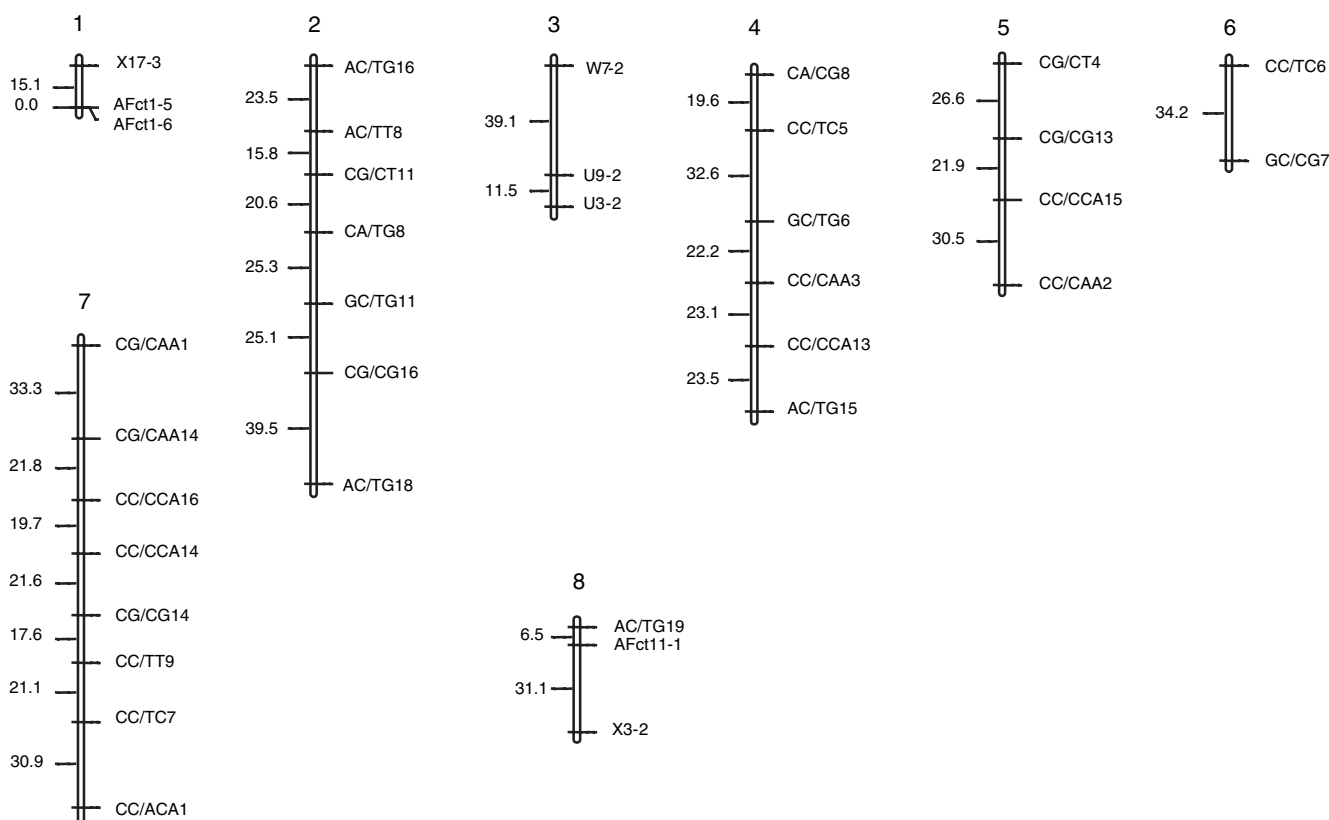 1
X17-3
15.1
0.0
AFct1-5
AFct1-6
2
AC/TG16
23.5
AC/TT8
15.8
CG/CT11
20.6
CA/TG8
25.3
GC/TG11
25.1
CG/CG16
39.5
AC/TG18
3
W7-2
39.1
U9-2
11.5
U3-2
4
CA/CG8
19.6
CC/TC5
32.6
GC/TG6
22.2
CC/CAA3
23.1
CC/CCA13
23.5
AC/TG15
5
CG/CT4
26.6
CG/CG13
21.9
CC/CCA15
30.5
CC/CAA2
6
CC/TC6
34.2
GC/CG7
7
CG/CAA1
33.3
CG/CAA14
21.8
CC/CCA16
19.7
CC/CCA14
21.6
CG/CG14
17.6
CC/TT9
21.1
CC/TC7
30.9
CC/ACA1
8
AC/TG19
6.5
AFct11-1
31.1
X3-2